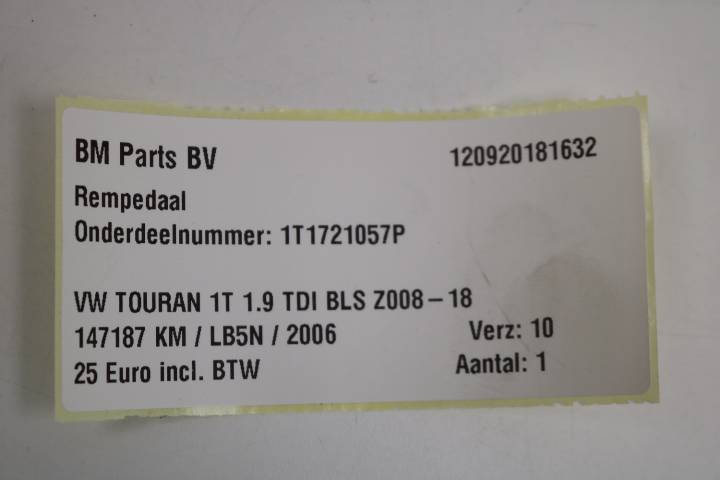 BM Parts BV 120920181632
Rempedaal
Onderdeelnummer: 1T1721057P
VW TOURAN 1T 1.9 TDI BLS Z008-18
147187 KM / LB5N / 2006 Verz: 10
25 Euro incl. BTW Aantal: 1